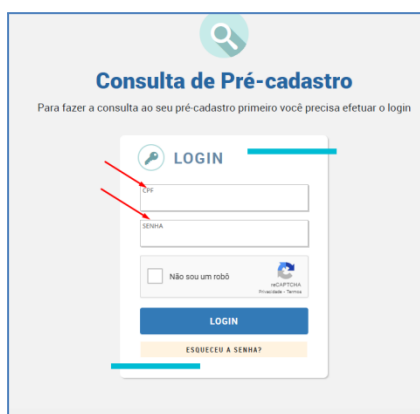 Consulta de Pré-cadastro
Para fazer a consulta ao seu pré-cadastro primeiro você precisa efetuar o login
LOGIN
CPF
SENHA
Não sou um robô
reCAPTCHA
Privacidade - Termos
LOGIN
ESQUECEU A SENHA?